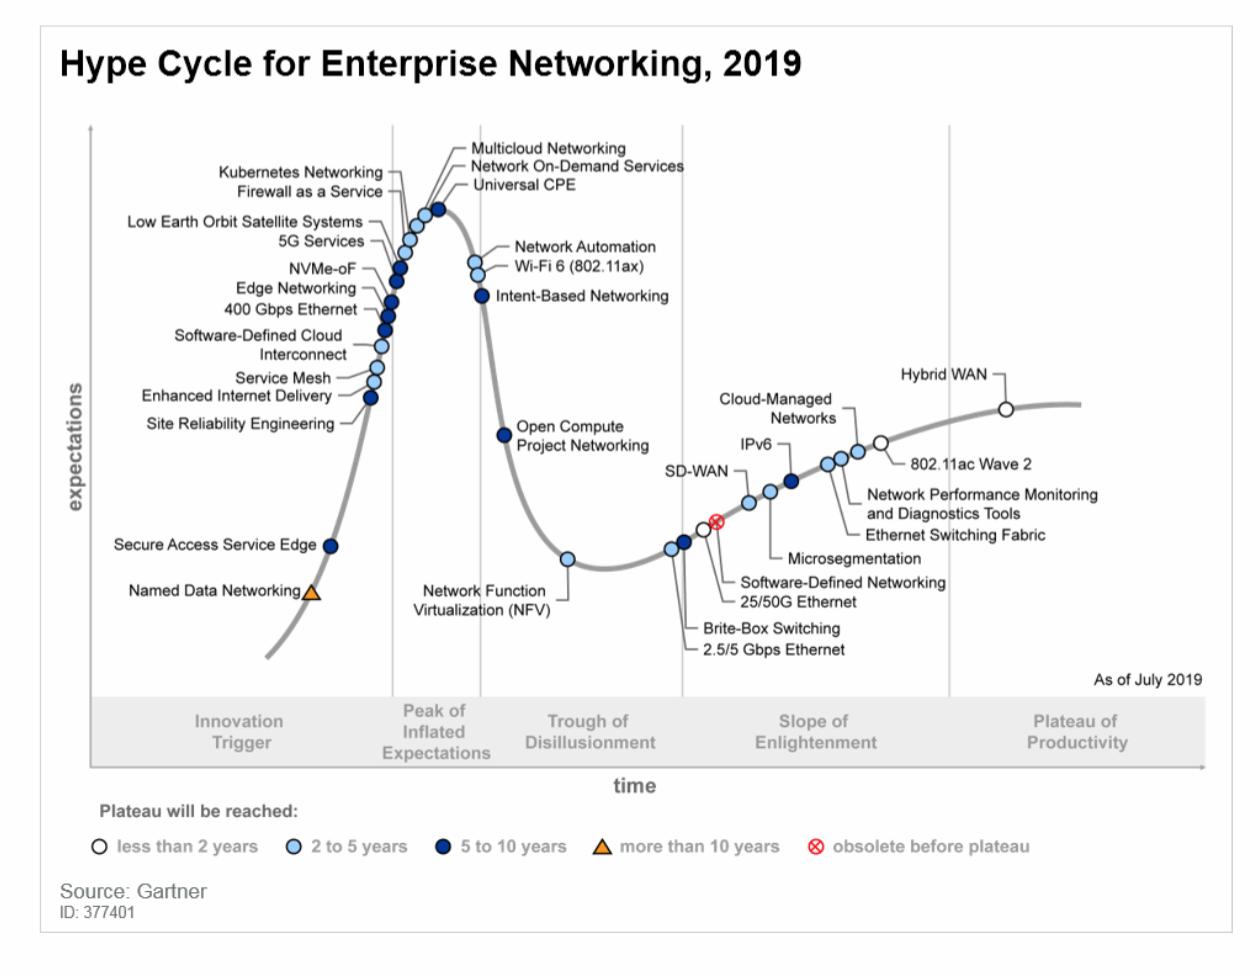 Hype Cycle for Enterprise Networking, 2019
expectations
Multicloud Networking
Network On-Demand Services
Universal CPE
Kubernetes Networking
Firewall as a Service
Low Earth Orbit Satellite Systems
5G Services
NVMe-oF
Edge Networking
400 Gbps Ethernet
Software-Defined Cloud
Interconnect
Service Mesh
Enhanced Internet Delivery
Site Reliability Engineering
Secure Access Service Edge
Named Data Networking
Network Automation
Wi-Fi 6 (802.11ax)
Intent-Based Networking
Open Compute
Project Networking
Network Function
Virtualization (NFV)
Hybrid WAN
Cloud-Managed
Networks
IPv6
SD-WAN
802.11ac Wave 2
Network Performance Monitoring
and Diagnostics Tools
Ethernet Switching Fabric
Microsegmentation
Software-Defined Networking
25/50G Ethernet
Brite-Box Switching
2.5/5 Gbps Ethernet
As of July 2019
Innovation
Trigger
Peak of
Inflated
Expectations
Trough of
Disillusionment
Slope of
Enlightenment
Plateau of
Productivity
time
Plateau will be reached:
less than 2 years
2 to 5 years
5 to 10 years
more than 10 years
obsolete before plateau
Source: Gartner
ID: 377401